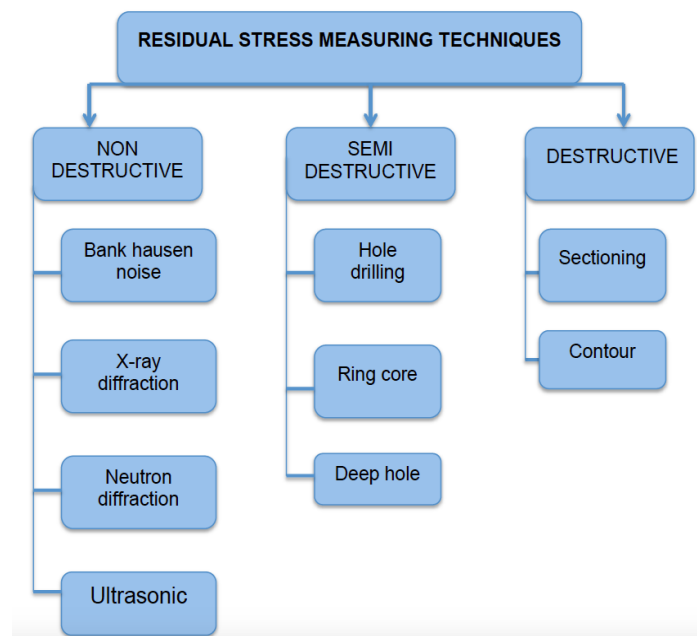 RESIDUAL STRESS MEASURING TECHNIQUES
NON
DESTRUCTIVE
Bank hausen
noise
X-ray
diffraction
Neutron
diffraction
Ultrasonic
SEMI
DESTRUCTIVE
Hole
drilling
Ring core
Deep hole
DESTRUCTIVE
Sectioning
Contour